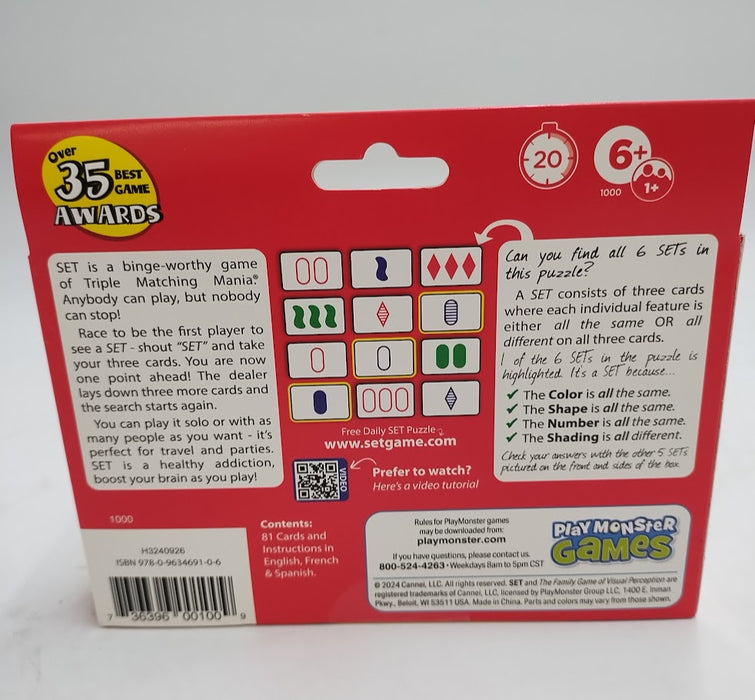 Over
35 BEST
GAME
AWARDS
20
6+
1000
1+
SET is a binge-worthy game
of Triple Matching Mania®.
Anybody can play, but nobody
can stop!
Race to be the first player to
see a SET - shout “SET” and take
your three cards. You are now
one point ahead! The dealer
lays down three more cards and
the search starts again.
You can play it solo or with as
many people as you want - it's
perfect for travel and parties.
SET is a healthy addiction,
boost your brain as you play!
Free Daily SET Puzzle
www.setgame.com
VIDEO
Prefer to watch?
Here's a video tutorial
Can you find all 6 SETs in
this puzzle?
A SET consists of three cards
where each individual feature is
either all the same OR all
different on all three cards.
1 of the 6 SETs in the puzzle is
highlighted. It's a SET because...
✔ The Color is all the same.
✔ The Shape is all the same.
✔ The Number is all the same.
✔ The Shading is all different.
Check your answers with the other 5 SETs
pictured on the front and sides of the box.
1000
H3240926
ISBN 978-0-9634691-0-6
7 36396 00100 9
Contents:
81 Cards and
Instructions in
English, French
& Spanish.
Rules for PlayMonster games
may be downloaded from:
playmonster.com
If you have questions, please contact us.
800-524-4263 • Weekdays 8am to 5pm CST
PLAY MONSTER
GAMES
© 2024 Cannei, LLC. All rights reserved. SET and The Family Game of Visual Perception are
registered trademarks of Cannei, LLC, licensed by PlayMonster Group LLC, 1400 E. Inman
Pkwy., Beloit, WI 53511 USA. Made in China. Parts and colors may vary from those shown.